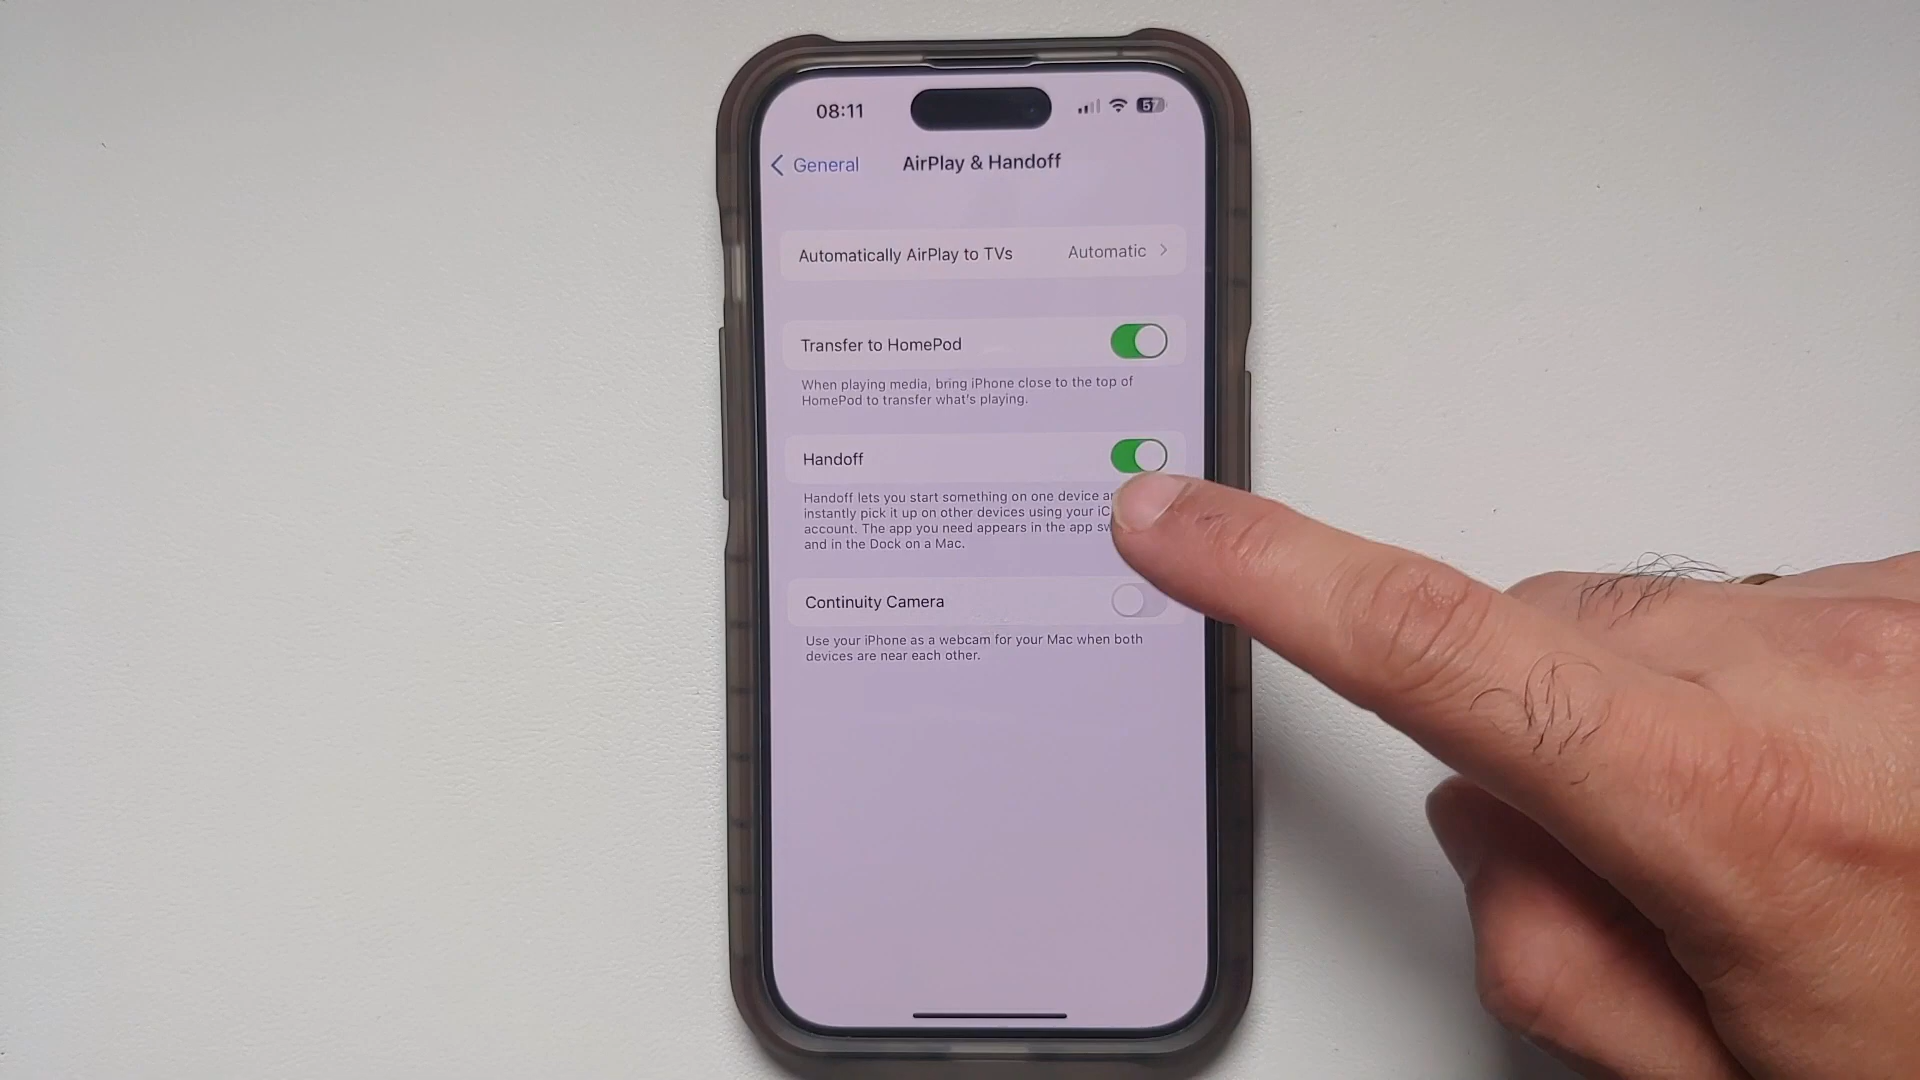 08:11
57
General
AirPlay & Handoff
Automatically AirPlay to TVs
Automatic
Transfer to HomePod
When playing media, bring iPhone close to the top of
HomePod to transfer what's playing.
Handoff
Handoff lets you start something on one device
instantly pick it up on other devices using your
account. The app you need appears in the app
and in the Dock on a Mac.
Continuity Camera
Use your iPhone as a webcam for your Mac when both
devices are near each other.